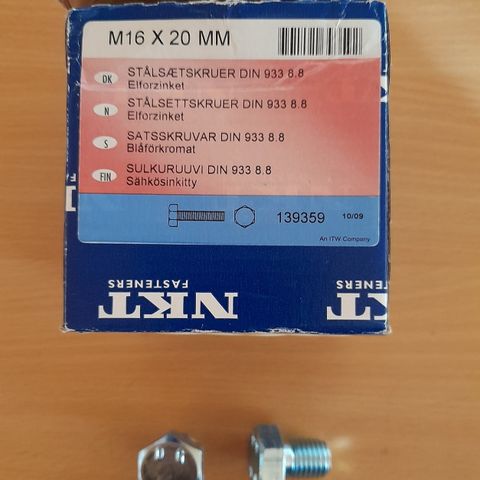 M16 X 20 MM
DK
STÅLSÆTSKRUER DIN 933 8.8
Elforzinket
N
STÅLSETTSKRUER DIN 933 8.8
Elforzinket
S
SATSSKRUVAR DIN 933 8.8
Blåförkromat
FIN
SULKURUUVI DIN 933 8.8
Sähkösinkitty
139359
10/09
An ITW Company
NKT
FASTENERS
NKT
FASTENERS